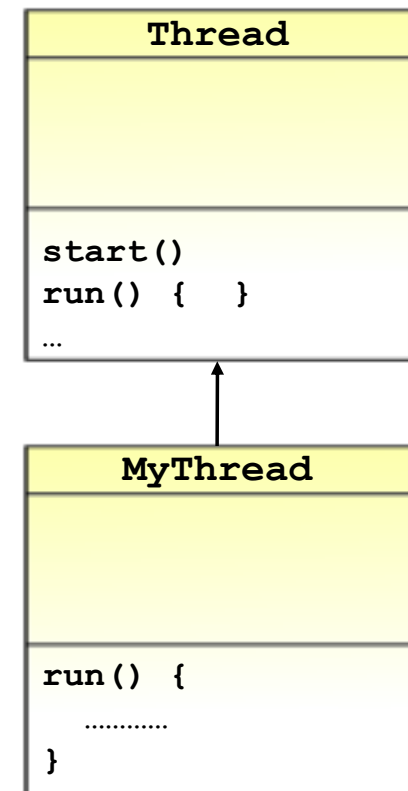 Thread
start()
run() { }
…
MyThread
run() {
…………
}